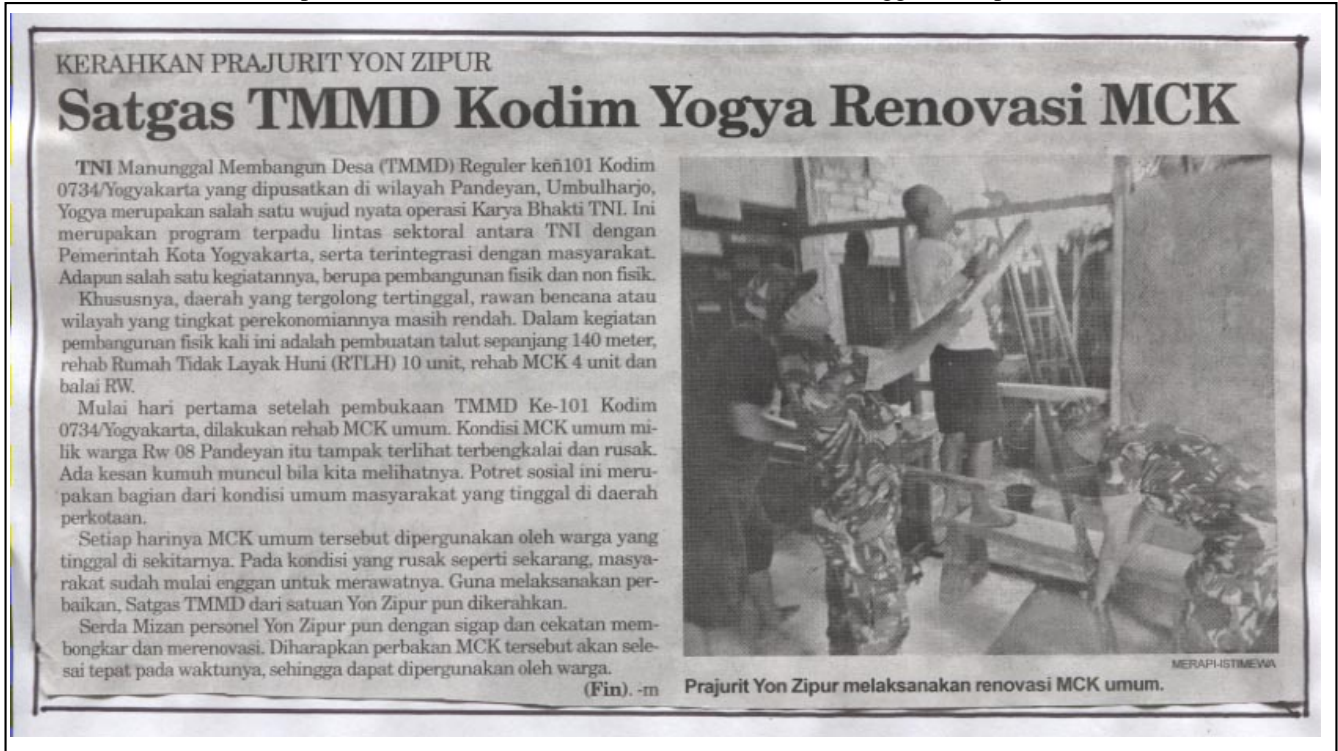 KERAHKAN PRAJURIT YON ZIPUR
Satgas TMMD Kodim Yogya Renovasi MCK
TNI Manunggal Membangun Desa (TMMD) Reguler keñ101 Kodim
0734/Yogyakarta yang dipusatkan di wilayah Pandeyan, Umbulharjo,
Yogya merupakan salah satu wujud nyata operasi Karya Bhakti TNI. Ini
merupakan program terpadu lintas sektoral antara TNI dengan
Pemerintah Kota Yogyakarta, serta terintegrasi dengan masyarakat.
Adapun salah satu kegiatannya, berupa pembangunan fisik dan non fisik.
Khususnya, daerah yang tergolong tertinggal, rawan bencana atau
wilayah yang tingkat perekonomiannya masih rendah. Dalam kegiatan
pembangunan fisik kali ini adalah pembuatan talut sepanjang 140 meter,
rehab Rumah Tidak Layak Huni (RTLH) 10 unit, rehab MCK 4 unit dan
balai RW.
Mulai hari pertama setelah pembukaan TMMD Ke-101 Kodim
0734/Yogyakarta, dilakukan rehab MCK umum. Kondisi MCK umum mi-
lik warga Rw 08 Pandeyan itu tampak terlihat terbengkalai dan rusak.
Ada kesan kumuh muncul bila kita melihatnya. Potret sosial ini meru-
pakan bagian dari kondisi umum masyarakat yang tinggal di daerah
perkotaan.
Setiap harinya MCK umum tersebut dipergunakan oleh warga yang
tinggal di sekitarnya. Pada kondisi yang rusak seperti sekarang, masya-
rakat sudah mulai enggan untuk merawatnya. Guna melaksanakan per-
baikan, Satgas TMMD dari satuan Yon Zipur pun dikerahkan.
Serda Mizan personel Yon Zipur pun dengan sigap dan cekatan mem-
bongkar dan merenovasi. Diharapkan perbakan MCK tersebut akan sele-
sai tepat pada waktunya, sehingga dapat dipergunakan oleh warga.
(Fin). -m
MERAPI-ISTIMEWA
Prajurit Yon Zipur melaksanakan renovasi MCK umum.